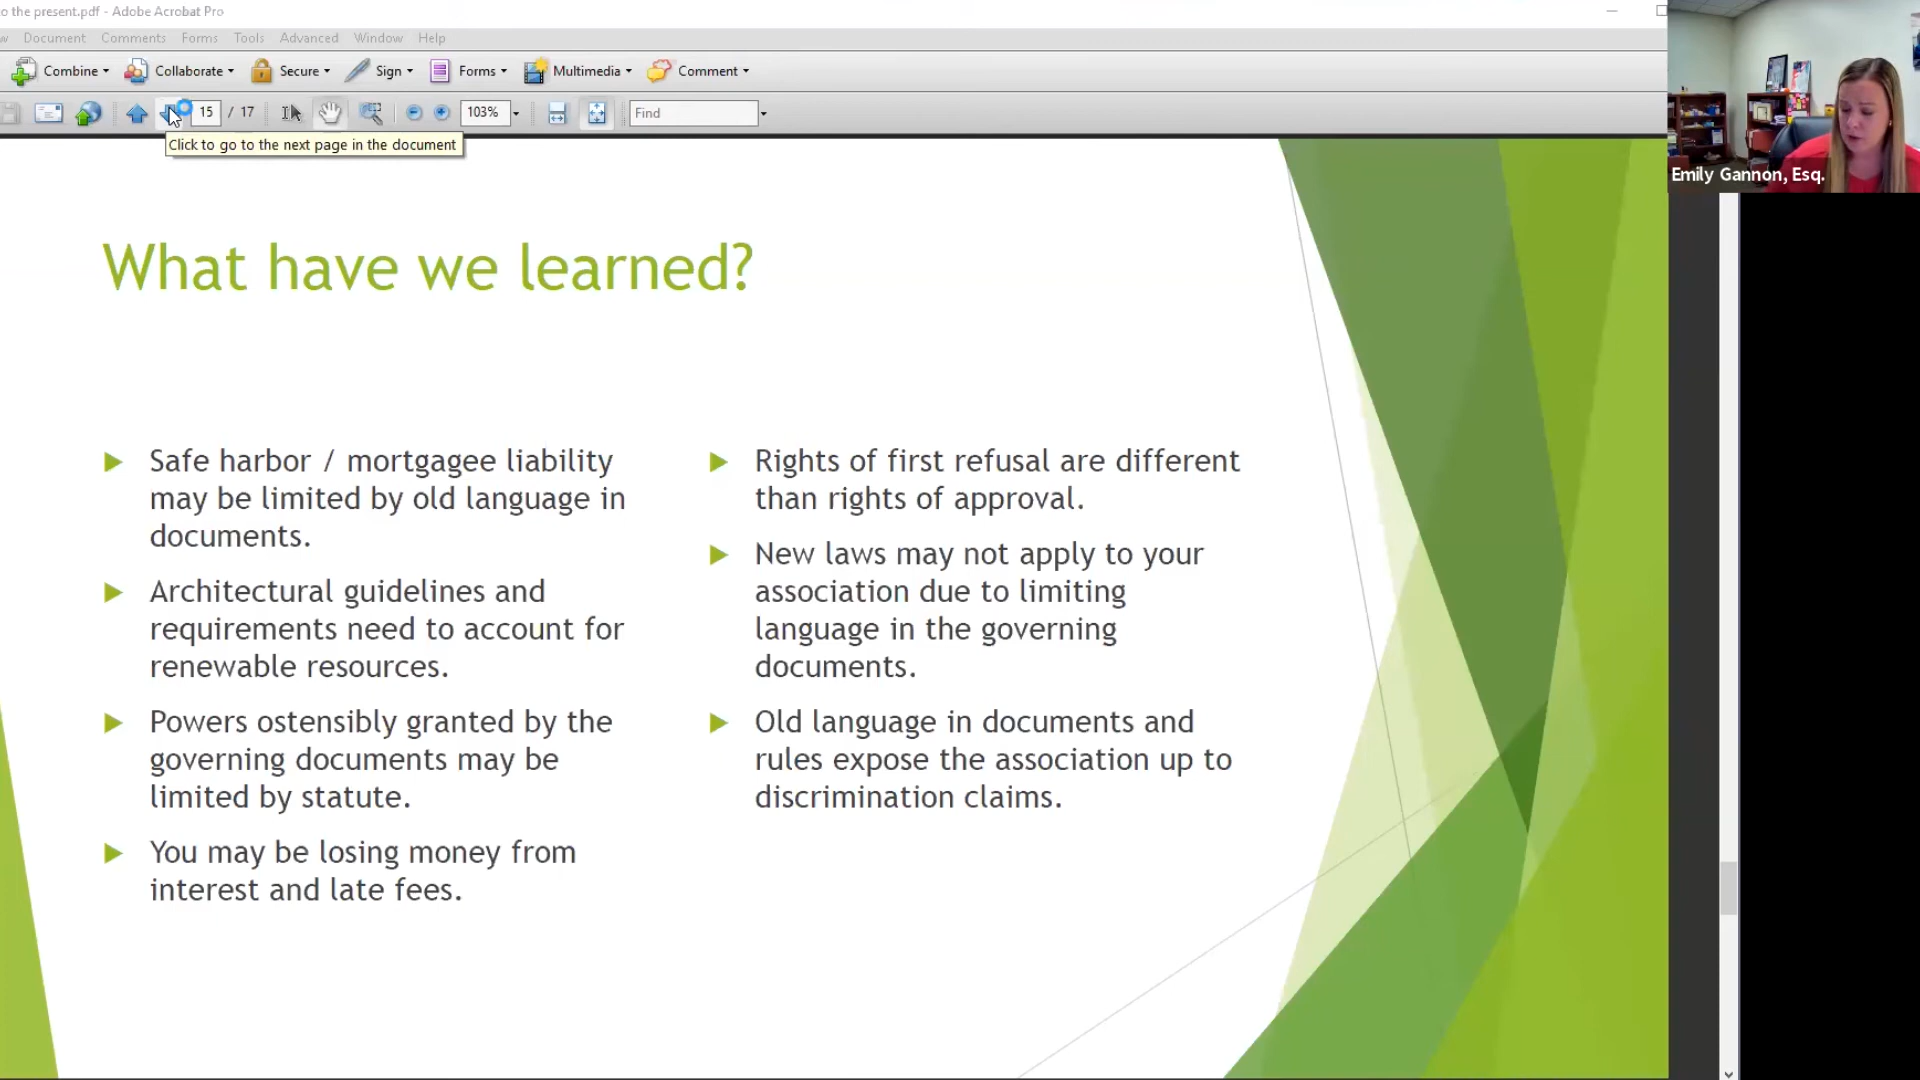 o the present.pdf - Adobe Acrobat Pro
w Document Comments Forms Tools Advanced Window Help
Combine Collaborate Secure Sign Forms Multimedia Comment
15 / 17 103% Find
Click to go to the next page in the document
Emily Gannon, Esq.
What have we learned?
Safe harbor / mortgagee liability
may be limited by old language in
documents.
Architectural guidelines and
requirements need to account for
renewable resources.
Powers ostensibly granted by the
governing documents may be
limited by statute.
You may be losing money from
interest and late fees.
Rights of first refusal are different
than rights of approval.
New laws may not apply to your
association due to limiting
language in the governing
documents.
Old language in documents and
rules expose the association up to
discrimination claims.